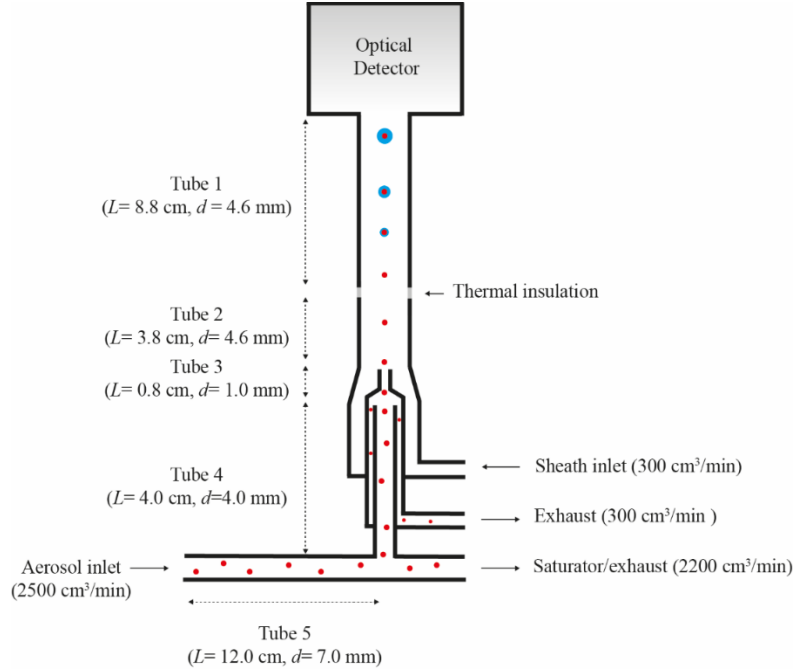 Optical
Detector
Tube 1
(L= 8.8 cm, d = 4.6 mm)
Thermal insulation
Tube 2
(L= 3.8 cm, d= 4.6 mm)
Tube 3
(L= 0.8 cm, d= 1.0 mm)
Tube 4
(L= 4.0 cm, d=4.0 mm)
Sheath inlet (300 cm³/min)
Exhaust (300 cm³/min )
Aerosol inlet
(2500 cm³/min)
Saturator/exhaust (2200 cm³/min)
Tube 5
(L= 12.0 cm, d= 7.0 mm)